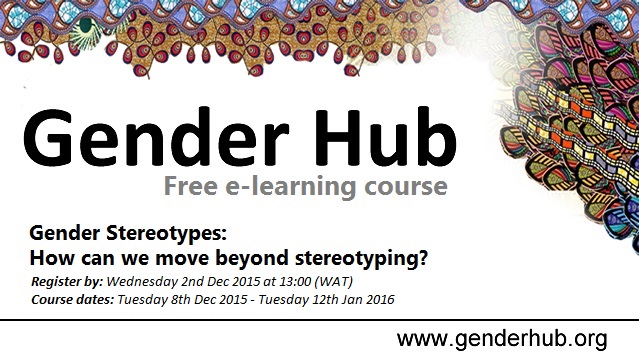 Gender Hub
Free e-learning course
Gender Stereotypes:
How can we move beyond stereotyping?
Register by: Wednesday 2nd Dec 2015 at 13:00 (WAT)
Course dates: Tuesday 8th Dec 2015 - Tuesday 12th Jan 2016
www.genderhub.org